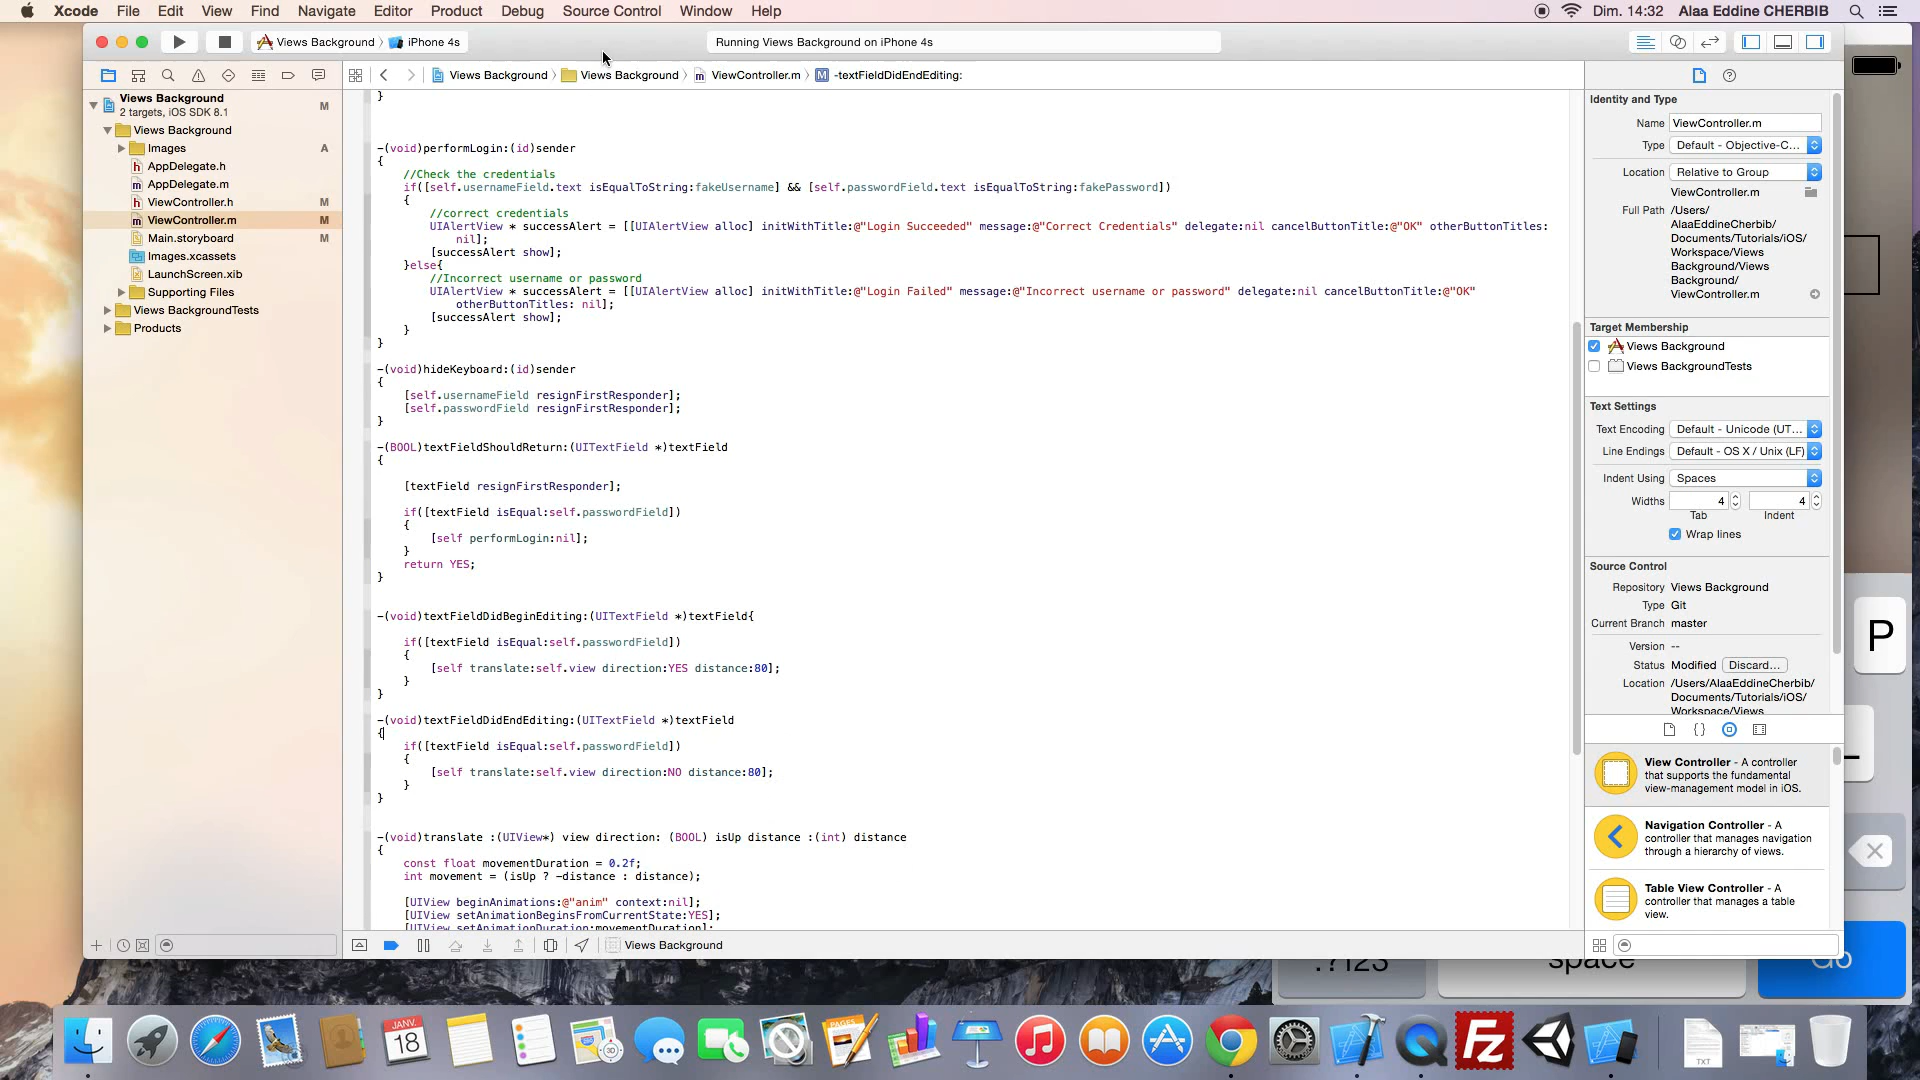 Xcode File Edit View Find Navigate Editor Product Debug Source Control Window Help Dim. 14:32 Alaa Eddine CHERBIB
Views Background iPhone 4s Running Views Background on iPhone 4s
Views Background Views Background ViewController.m M -textFieldDidEndEditing:
Views Background M
2 targets, iOS SDK 8.1
Views Background
Images A
h AppDelegate.h
m AppDelegate.m
h ViewController.h M
m ViewController.m M
Main.storyboard M
Images.xcassets
LaunchScreen.xib
Supporting Files
Views BackgroundTests
Products
}
-(void)performLogin:(id)sender
{
//Check the credentials
if([self.usernameField.text isEqualToString:fakeUsername] && [self.passwordField.text isEqualToString:fakePassword])
{
//correct credentials
UIAlertView * successAlert = [[UIAlertView alloc] initWithTitle:@"Login Succeeded" message:@"Correct Credentials" delegate:nil cancelButtonTitle:@"OK" otherButtonTitles:
nil];
[successAlert show];
}else{
//Incorrect username or password
UIAlertView * successAlert = [[UIAlertView alloc] initWithTitle:@"Login Failed" message:@"Incorrect username or password" delegate:nil cancelButtonTitle:@"OK"
otherButtonTitles: nil];
[successAlert show];
}
}
-(void)hideKeyboard:(id)sender
{
[self.usernameField resignFirstResponder];
[self.passwordField resignFirstResponder];
}
-(BOOL)textFieldShouldReturn:(UITextField *)textField
{
[textField resignFirstResponder];
if([textField isEqual:self.passwordField])
{
[self performLogin:nil];
}
return YES;
}
-(void)textFieldDidBeginEditing:(UITextField *)textField{
if([textField isEqual:self.passwordField])
{
[self translate:self.view direction:YES distance:80];
}
}
-(void)textFieldDidEndEditing:(UITextField *)textField
{
if([textField isEqual:self.passwordField])
{
[self translate:self.view direction:NO distance:80];
}
}
-(void)translate :(UIView*) view direction: (BOOL) isUp distance :(int) distance
{
const float movementDuration = 0.2f;
int movement = (isUp ? -distance : distance);
[UIView beginAnimations:@"anim" context:nil];
[UIView setAnimationBeginsFromCurrentState:YES];
[UIView setAnimationDuration:movementDuration];
Views Background
Identity and Type
Name ViewController.m
Type Default - Objective-C...
Location Relative to Group
ViewController.m
Full Path /Users/
AlaaEddineCherbib/
Documents/Tutorials/iOS/
Workspace/Views
Background/Views
Background/
ViewController.m
Target Membership
Views Background
Views BackgroundTests
Text Settings
Text Encoding Default - Unicode (UT...
Line Endings Default - OS X / Unix (LF)
Indent Using Spaces
Widths 4 4
Tab Indent
Wrap lines
Source Control
Repository Views Background
Type Git
Current Branch master
Version --
Status Modified Discard...
Location /Users/AlaaEddineCherbib/
Documents/Tutorials/iOS/
Workspace/Views
{ }
View Controller - A controller
that supports the fundamental
view-management model in iOS.
Navigation Controller - A
controller that manages navigation
through a hierarchy of views.
Table View Controller - A
controller that manages a table
view.
P
.?123 space Go
JANV.
18
3D
PAGES
Fz
TXT